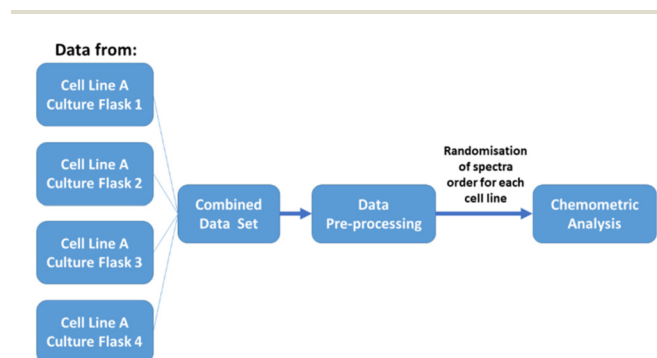 Data from:
Cell Line A
Culture Flask 1
Cell Line A
Culture Flask 2
Cell Line A
Culture Flask 3
Cell Line A
Culture Flask 4
Combined
Data Set
Data
Pre-processing
Randomisation
of spectra
order for each
cell line
Chemometric
Analysis